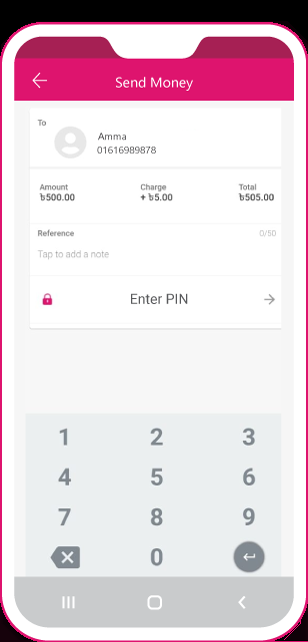 Send Money
To
Amma
01616989878
Amount Charge Total
৳500.00 + ৳5.00 ৳505.00
Reference 0/50
Tap to add a note
Enter PIN
1 2 3
4 5 6
7 8 9
0